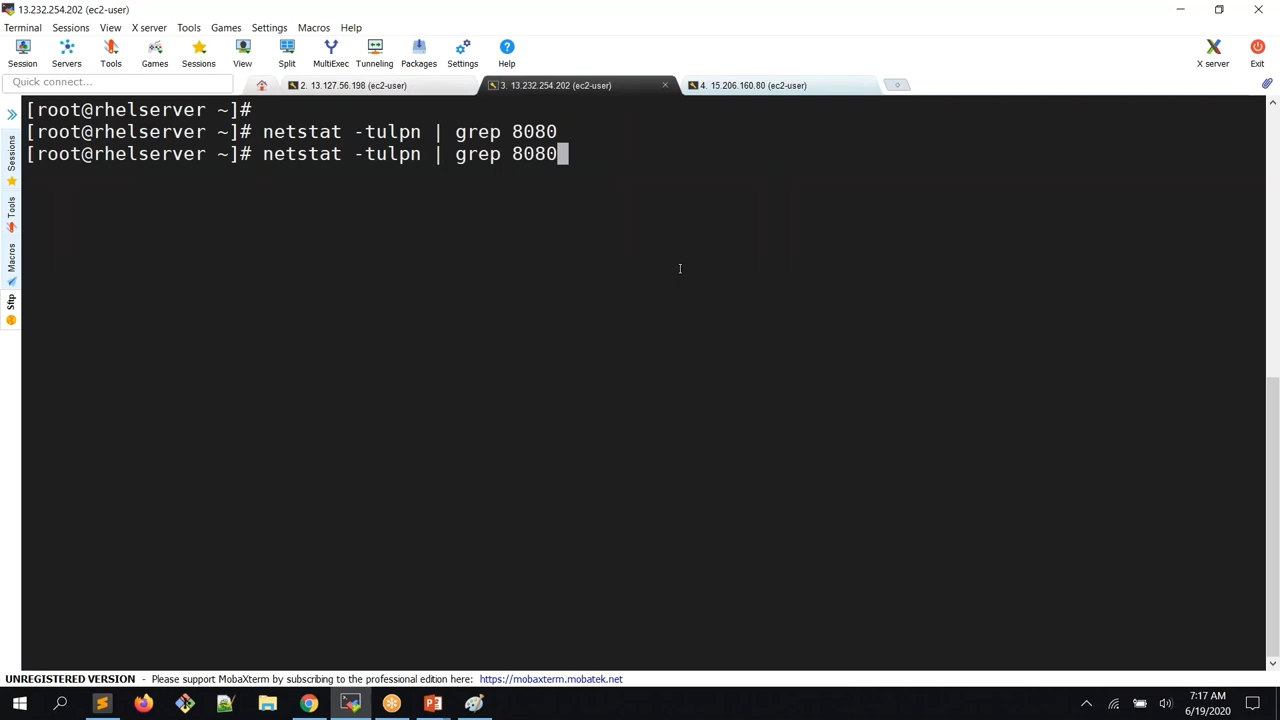 13.232.254.202 (ec2-user)
Terminal Sessions View X server Tools Games Settings Macros Help
Session Servers Tools Games Sessions View Split MultiExec Tunneling Packages Settings Help X server Exit
Quick connect...
2. 13.127.56.198 (ec2-user)
3. 13.232.254.202 (ec2-user)
4. 15.206.160.80 (ec2-user)
[root@rhelserver ~]#
[root@rhelserver ~]# netstat -tulpn | grep 8080
[root@rhelserver ~]# netstat -tulpn | grep 8080
Sessions
Tools
Macros
Sftp
UNREGISTERED VERSION - Please support MobaXterm by subscribing to the professional edition here: https://mobaxterm.mobatek.net
7:17 AM
6/19/2020